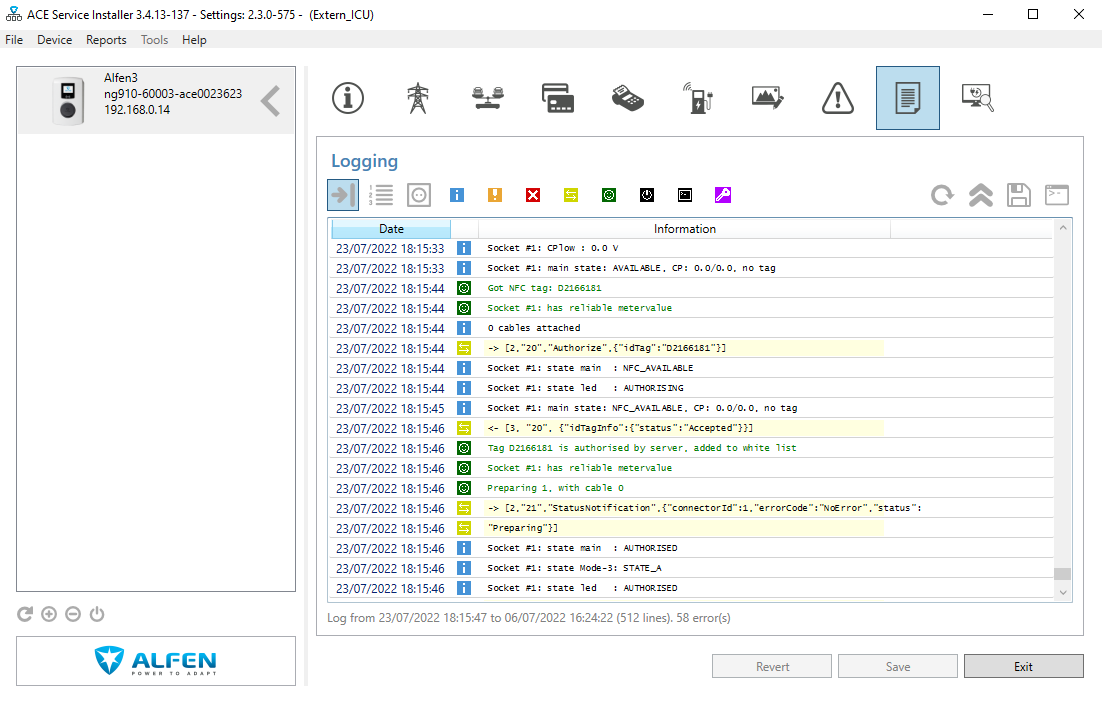 ACE Service Installer 3.4.13-137 - Settings: 2.3.0-575 - (Extern_ICU)
File Device Reports Tools Help
Alfen3
ng910-60003-ace0023623
192.168.0.14
Logging
Date Information
23/07/2022 18:15:33 Socket #1: CPlow : 0.0 V
23/07/2022 18:15:33 Socket #1: main state: AVAILABLE, CP: 0.0/0.0, no tag
23/07/2022 18:15:44 Got NFC tag: D2166181
23/07/2022 18:15:44 Socket #1: has reliable metervalue
23/07/2022 18:15:44 0 cables attached
23/07/2022 18:15:44 -> [2,"20","Authorize",{"idTag":"D2166181"}]
23/07/2022 18:15:44 Socket #1: state main : NFC_AVAILABLE
23/07/2022 18:15:44 Socket #1: state led : AUTHORISING
23/07/2022 18:15:45 Socket #1: main state: NFC_AVAILABLE, CP: 0.0/0.0, no tag
23/07/2022 18:15:46 <- [3, "20", {"idTagInfo":{"status":"Accepted"}}]
23/07/2022 18:15:46 Tag D2166181 is authorised by server, added to white list
23/07/2022 18:15:46 Socket #1: has reliable metervalue
23/07/2022 18:15:46 Preparing 1, with cable 0
23/07/2022 18:15:46 -> [2,"21","StatusNotification",{"connectorId":1,"errorCode":"NoError","status":
23/07/2022 18:15:46 "Preparing"}]
23/07/2022 18:15:46 Socket #1: state main : AUTHORISED
23/07/2022 18:15:46 Socket #1: state Mode-3: STATE_A
23/07/2022 18:15:46 Socket #1: state led : AUTHORISED
Log from 23/07/2022 18:15:47 to 06/07/2022 16:24:22 (512 lines). 58 error(s)
ALFEN
POWER TO ADAPT
Revert Save Exit